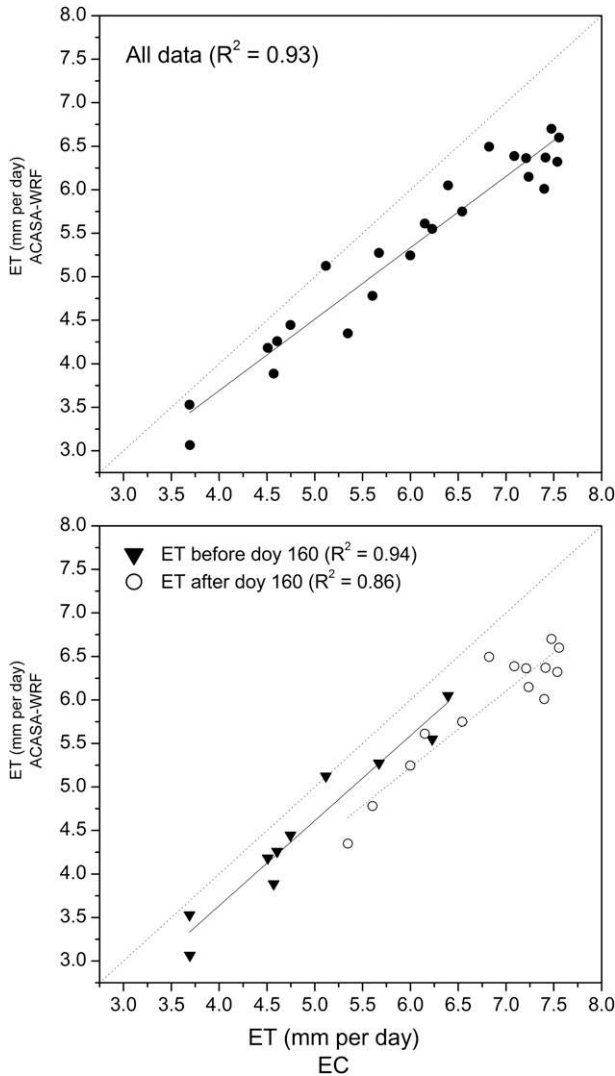 All data (R² = 0.93)
ET (mm per day)
ACASA-WRF
8.0
7.5
7.0
6.5
6.0
5.5
5.0
4.5
4.0
3.5
3.0
3.0 3.5 4.0 4.5 5.0 5.5 6.0 6.5 7.0 7.5 8.0
ET before doy 160 (R² = 0.94)
ET after doy 160 (R² = 0.86)
ET (mm per day)
ACASA-WRF
8.0
7.5
7.0
6.5
6.0
5.5
5.0
4.5
4.0
3.5
3.0
3.0 3.5 4.0 4.5 5.0 5.5 6.0 6.5 7.0 7.5 8.0
ET (mm per day)
EC